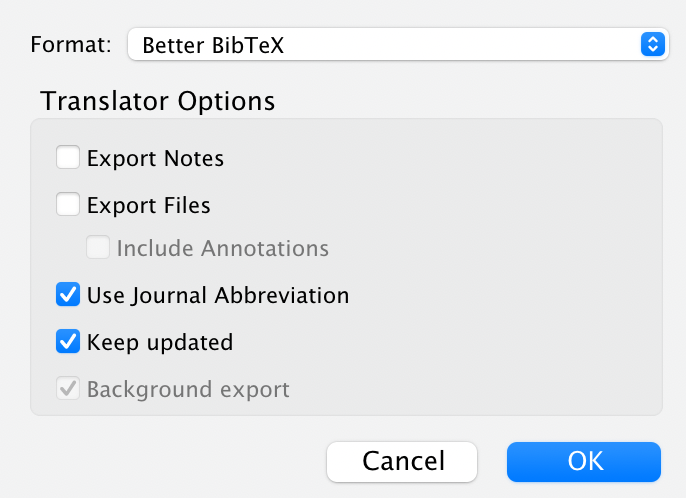 Format: Better BibTeX
Translator Options
Export Notes
Export Files
Include Annotations
Use Journal Abbreviation
Keep updated
Background export
Cancel OK